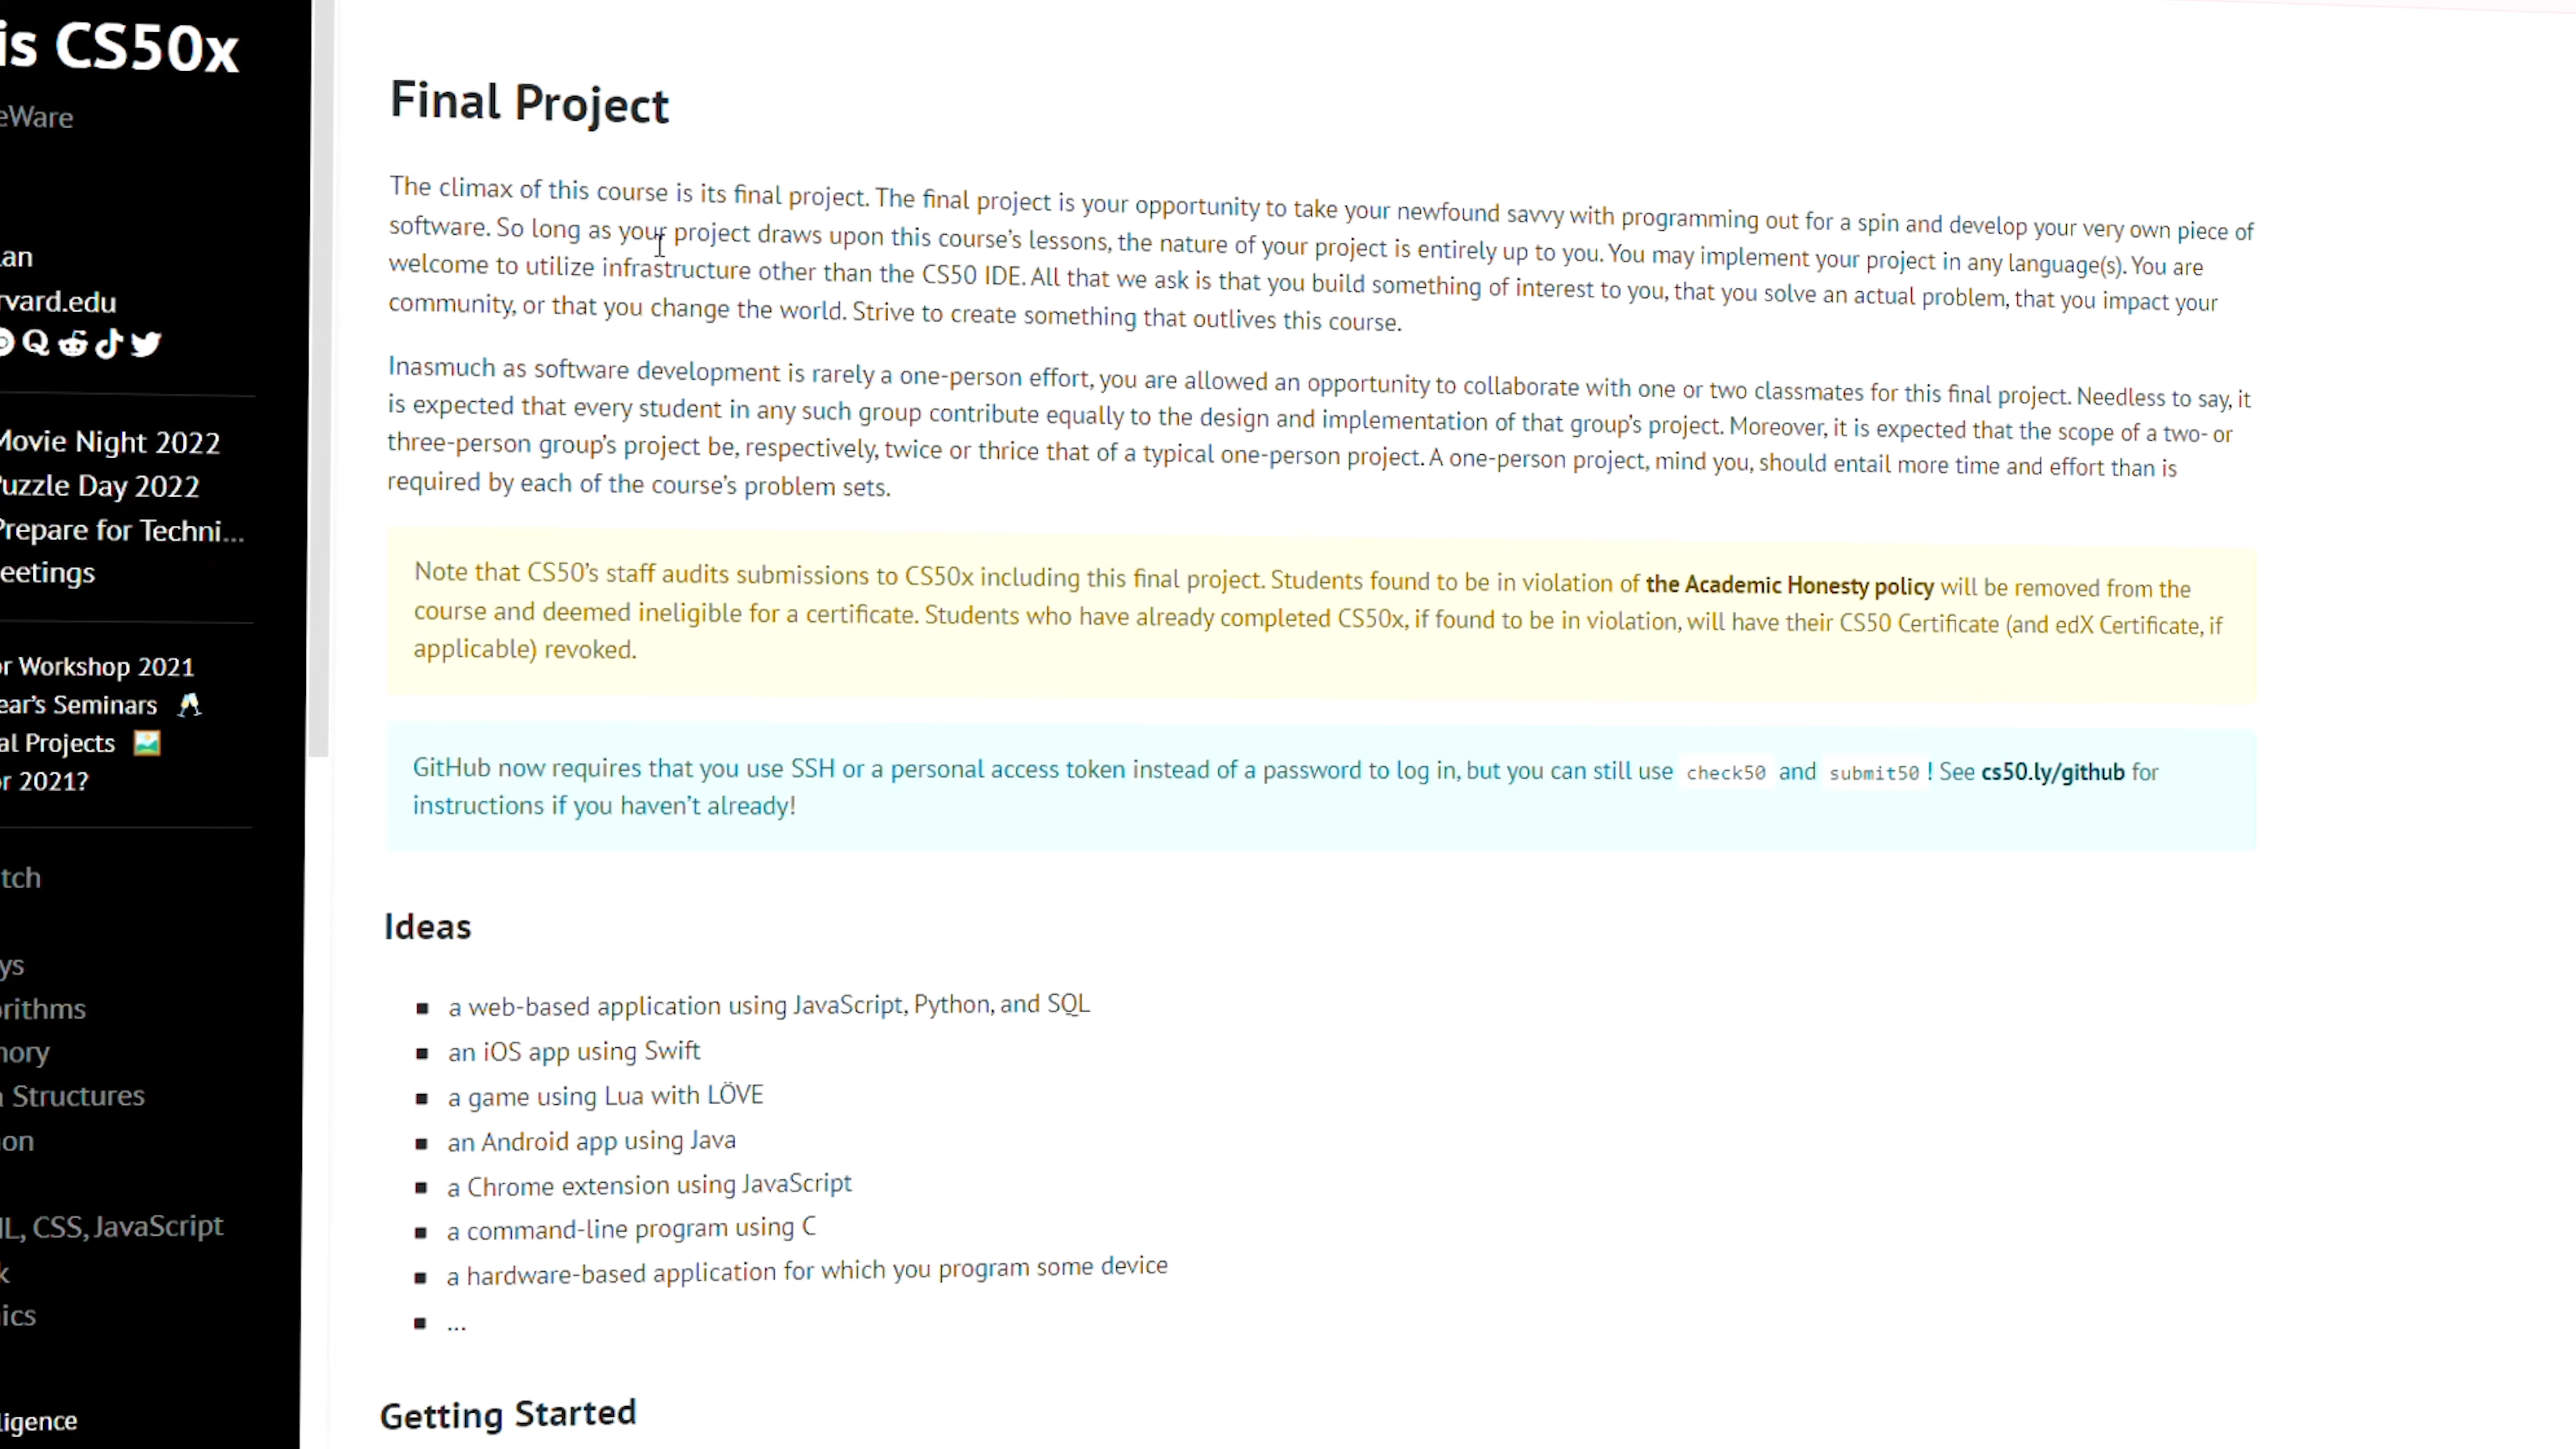 is CS50x
eWare
an
rvard.edu
Movie Night 2022
Puzzle Day 2022
Prepare for Techni...
eetings
or Workshop 2021
ear's Seminars
al Projects
or 2021?
tch
ys
orithms
mory
a Structures
on
ML, CSS, JavaScript
k
ics
ligence
Final Project
The climax of this course is its final project. The final project is your opportunity to take your newfound savvy with programming out for a spin and develop your very own piece of
software. So long as your project draws upon this course's lessons, the nature of your project is entirely up to you. You may implement your project in any language(s). You are
welcome to utilize infrastructure other than the CS50 IDE. All that we ask is that you build something of interest to you, that you solve an actual problem, that you impact your
community, or that you change the world. Strive to create something that outlives this course.
Inasmuch as software development is rarely a one-person effort, you are allowed an opportunity to collaborate with one or two classmates for this final project. Needless to say, it
is expected that every student in any such group contribute equally to the design and implementation of that group's project. Moreover, it is expected that the scope of a two- or
three-person group's project be, respectively, twice or thrice that of a typical one-person project. A one-person project, mind you, should entail more time and effort than is
required by each of the course's problem sets.
Note that CS50's staff audits submissions to CS50x including this final project. Students found to be in violation of the Academic Honesty policy will be removed from the
course and deemed ineligible for a certificate. Students who have already completed CS50x, if found to be in violation, will have their CS50 Certificate (and edX Certificate, if
applicable) revoked.
GitHub now requires that you use SSH or a personal access token instead of a password to log in, but you can still use check50 and submit50 ! See cs50.ly/github for
instructions if you haven't already!
Ideas
a web-based application using JavaScript, Python, and SQL
an iOS app using Swift
a game using Lua with LÖVE
an Android app using Java
a Chrome extension using JavaScript
a command-line program using C
a hardware-based application for which you program some device
...
Getting Started